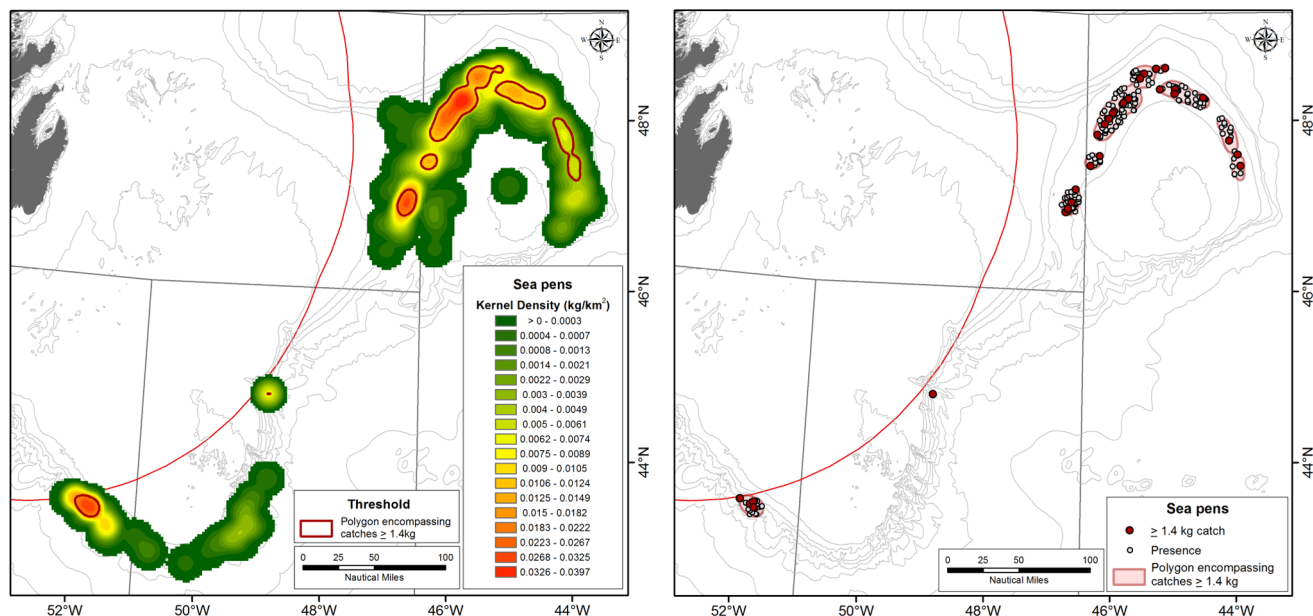 N
W E
S
48°N
46°N
44°N
Sea pens
Kernel Density (kg/km²)
> 0 - 0.0003
0.0004 - 0.0007
0.0008 - 0.0013
0.0014 - 0.0021
0.0022 - 0.0029
0.003 - 0.0039
0.004 - 0.0049
0.005 - 0.0061
0.0062 - 0.0074
0.0075 - 0.0089
0.009 - 0.0105
0.0106 - 0.0124
0.0125 - 0.0149
0.015 - 0.0182
0.0183 - 0.0222
0.0223 - 0.0267
0.0268 - 0.0325
0.0326 - 0.0397
Threshold
Polygon encompassing
catches ≥ 1.4kg
0 25 50 100
Nautical Miles
52°W 50°W 48°W 46°W 44°W
N
W E
S
48°N
46°N
44°N
Sea pens
≥ 1.4 kg catch
Presence
Polygon encompassing
catches ≥ 1.4 kg
0 25 50 100
Nautical Miles
52°W 50°W 48°W 46°W 44°W